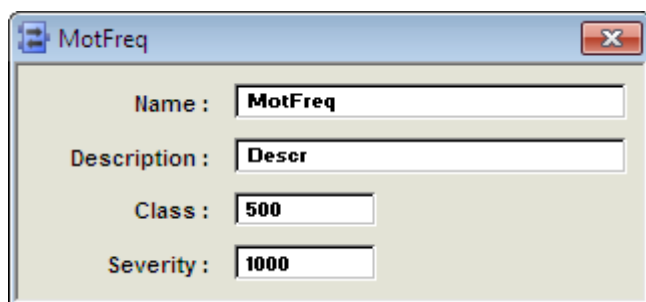 MotFreq
Name : MotFreq
Description : Descr
Class : 500
Severity : 1000